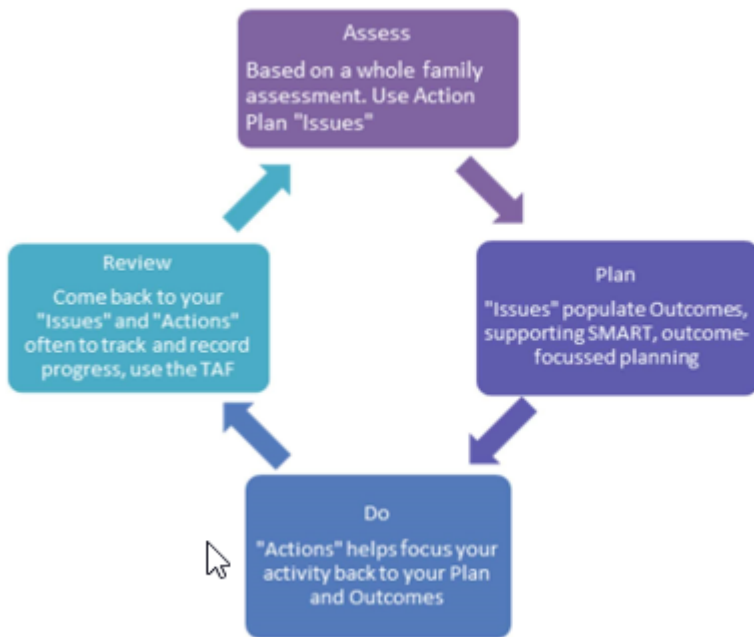 Assess
Based on a whole family
assessment. Use Action
Plan "Issues"
Plan
"Issues" populate Outcomes,
supporting SMART, outcome-
focussed planning
Do
"Actions" helps focus your
activity back to your Plan
and Outcomes
Review
Come back to your
"Issues" and "Actions"
often to track and record
progress, use the TAF